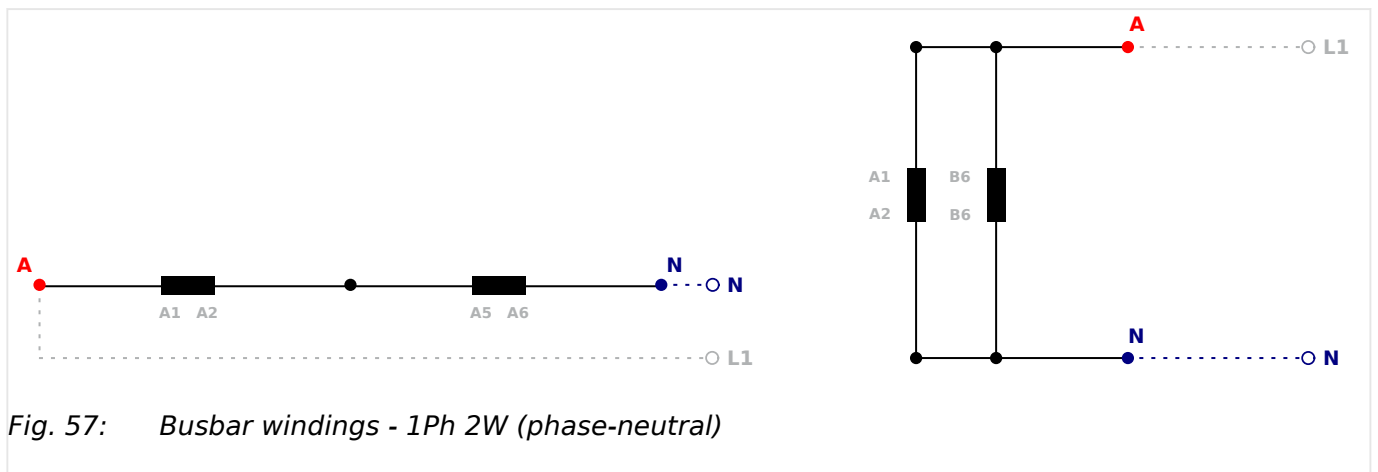 A
L1
A1 B6
A2 B6
A
N
N
A1 A2
A5 A6
N
N
L1
Fig. 57: Busbar windings - 1Ph 2W (phase-neutral)